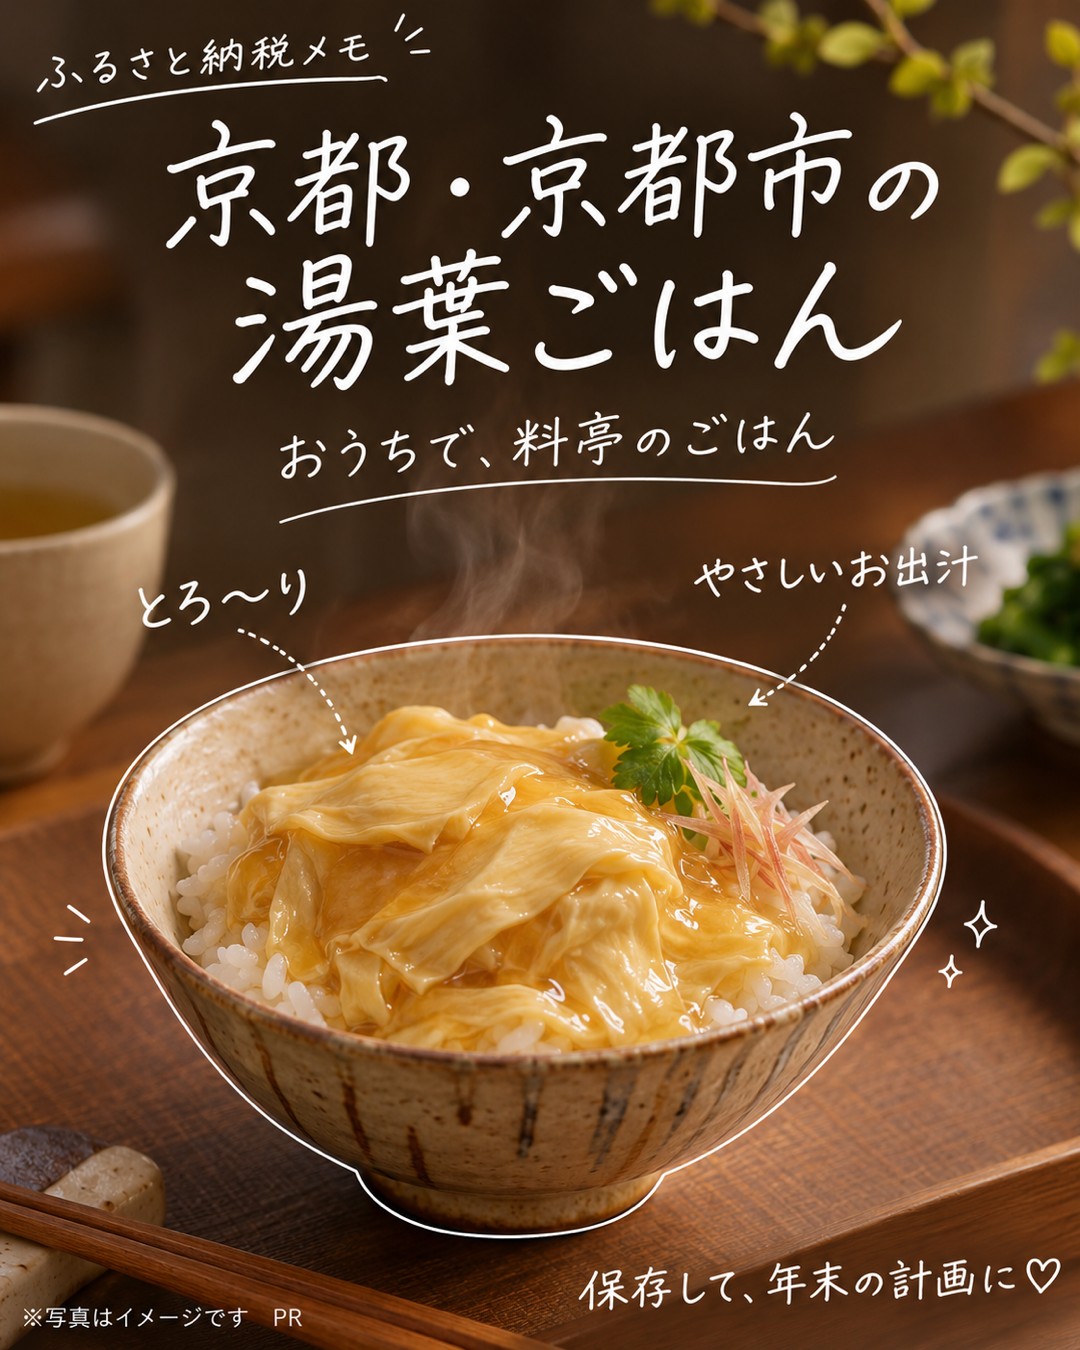 ふるさと納税メモ
京都・京都市の
湯葉ごはん
おうちで、料亭のごはん
とろ〜り
やさしいお出汁
保存して、年末の計画に♡
※写真はイメージです PR